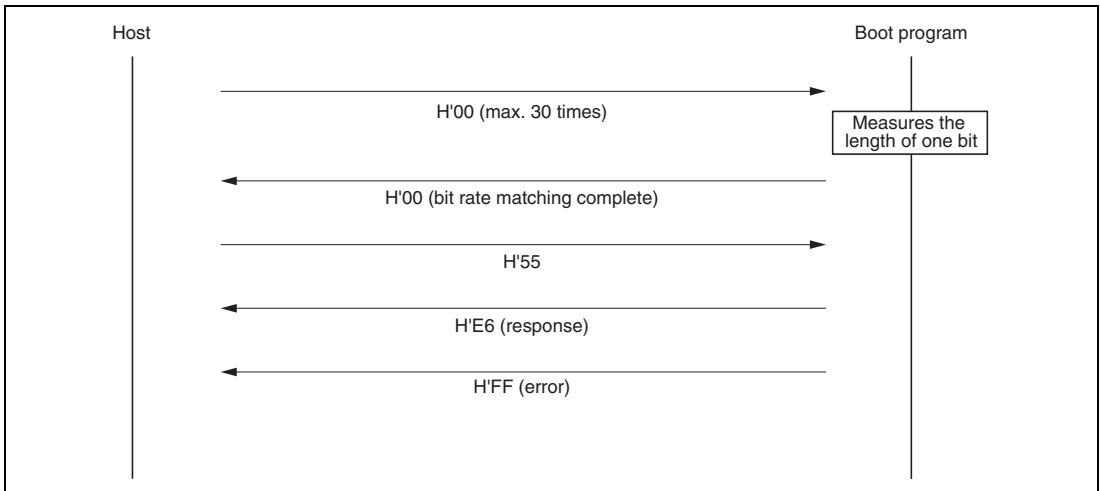 Host
Boot program
H'00 (max. 30 times)
Measures the
length of one bit
H'00 (bit rate matching complete)
H'55
H'E6 (response)
H'FF (error)